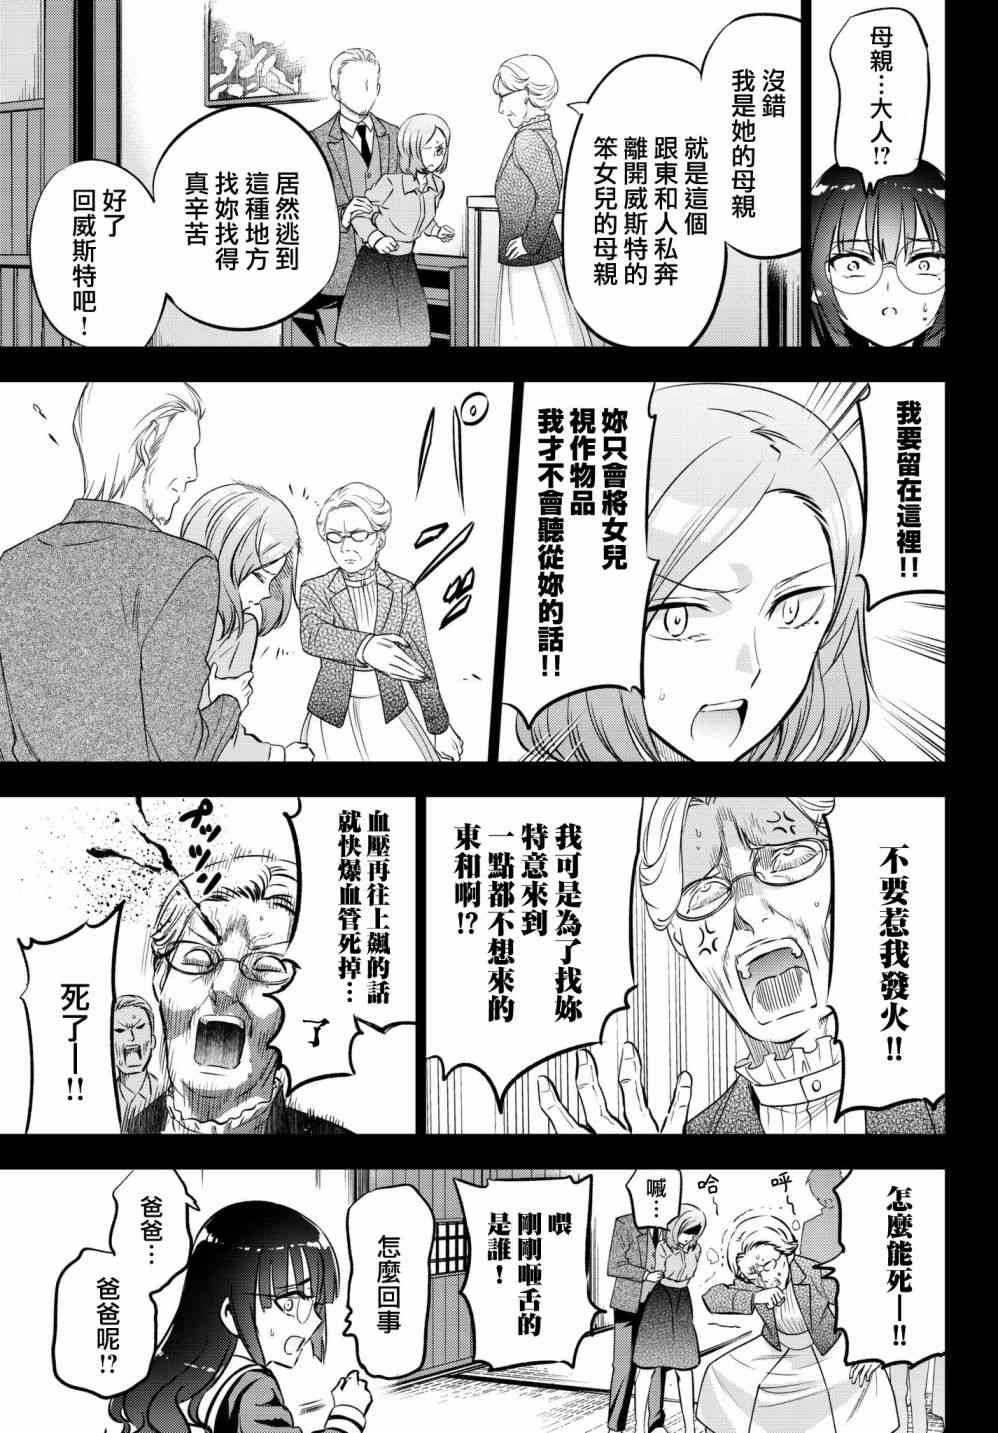 母親…大人!?
沒錯
我是她的母親
就是這個
跟東和人私奔
離開威斯特的
笨女兒的母親
居然逃到
這種地方
找妳找得
真辛苦
好了
回威斯特吧！
我要留在這裡!!
妳只會將女兒
視作物品
我才不會聽從妳的話!!
不要惹我發火!!
我可是為了找妳
特意來到
一點都不想來的
東和啊!?
血壓再往上飆的話
就快爆血管死掉…
了
死了ー!!
怎麼能死ー!!
呼～
哈～
嘁…
喂
剛剛咂舌的
是誰！
怎麼回事
爸爸…
爸爸呢!?